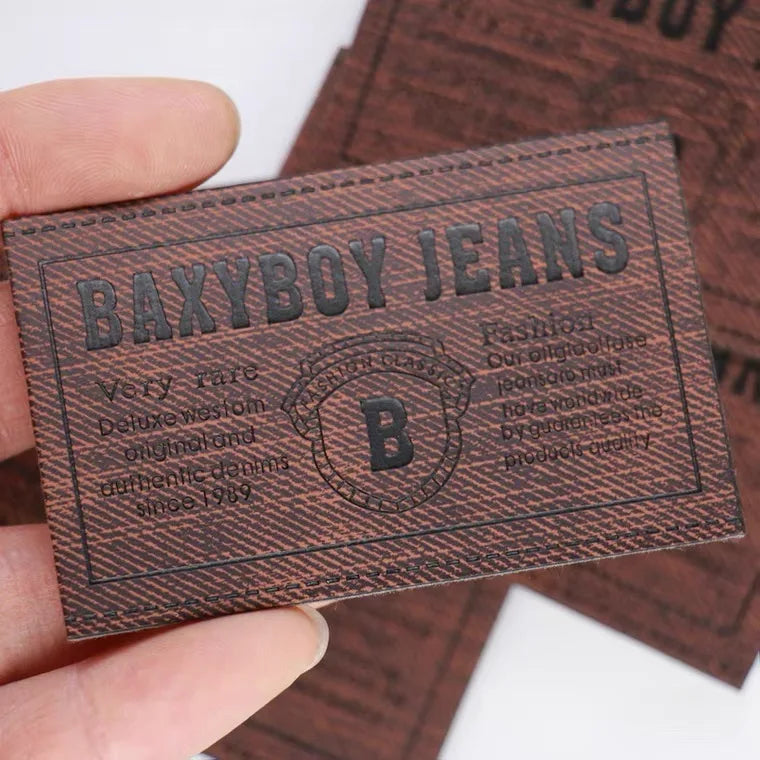 BAXYBOY JEANS
Very rare
Deluxe westom
original and
authentic denims
since 1989
FASHION CLASSIC
B
Fashion
must
by guarantees the
products quality
BOY